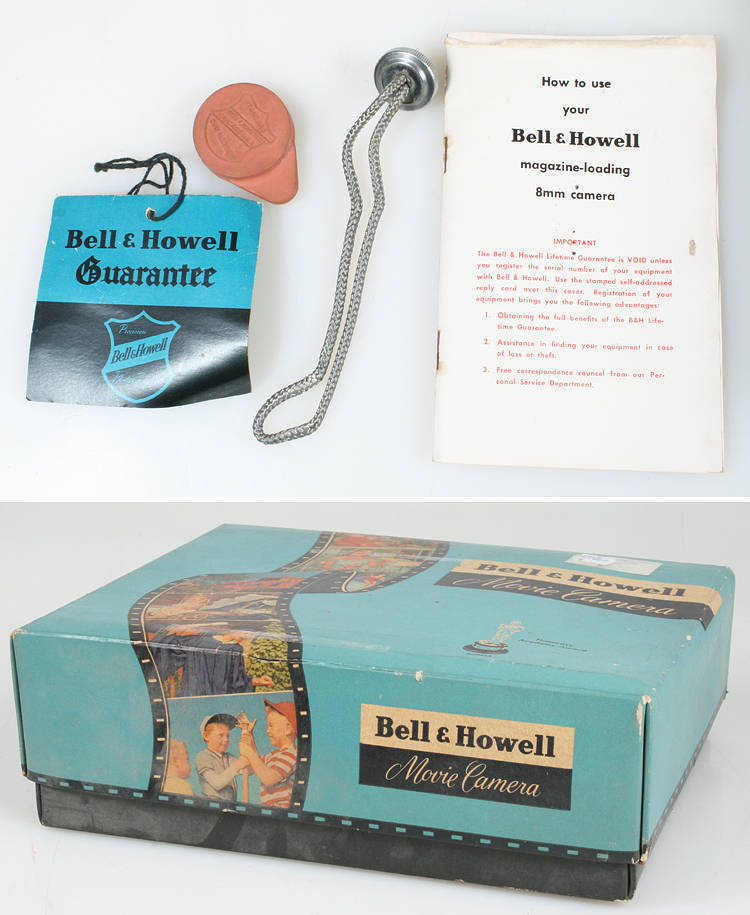 Bell & Howell
Guarantee
Precision
Bell & Howell
How to use
your
Bell & Howell
magazine-loading
8mm camera
IMPORTANT
The Bell & Howell Lifetime Guarantee is VOID unless
you register the serial number of your equipment
with Bell & Howell. Use the stamped self-addressed
reply card over this cover. Registration of your
equipment brings you the following advantages:
1. Obtaining the full benefits of the B&H Life-
time Guarantee.
2. Assistance in finding your equipment in case
of loss or theft.
3. Free correspondence counsel from our Per-
sonal Service Department.
Bell & Howell
Movie Camera
Honorary
Academy Award
Bell & Howell
Movie Camera